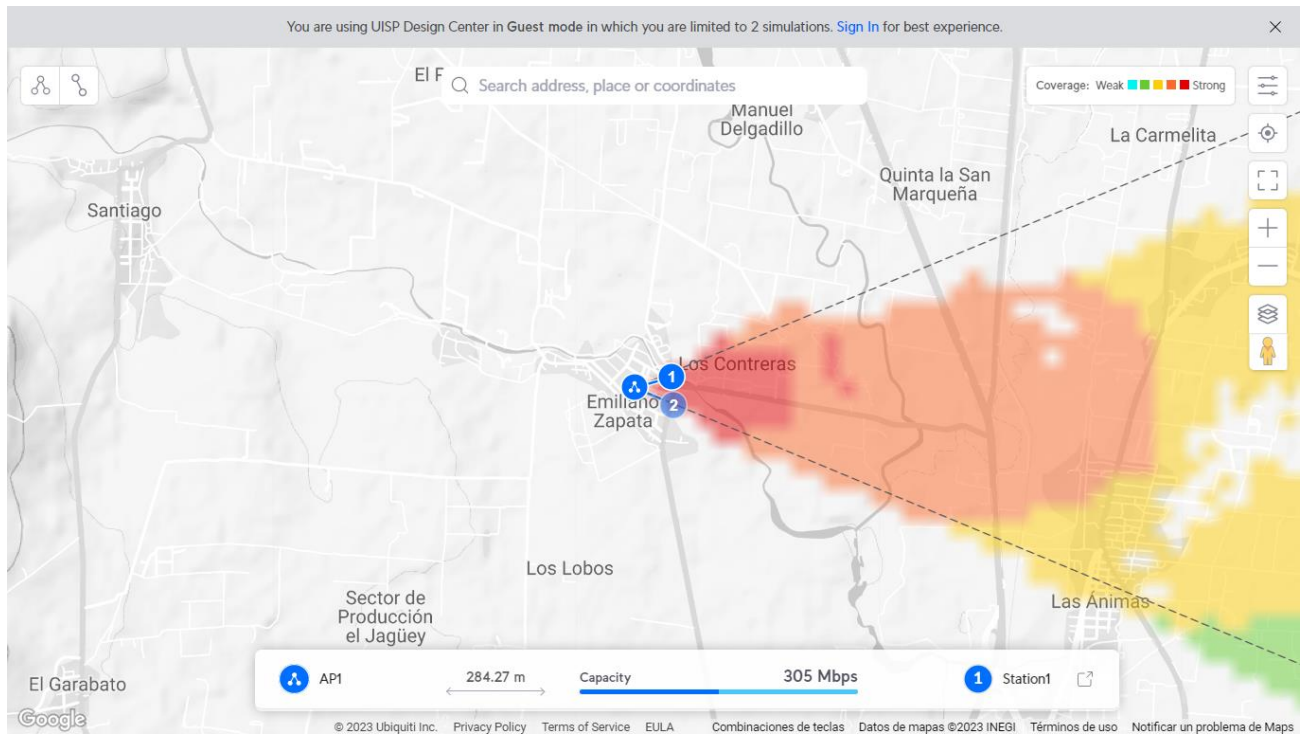 You are using UISP Design Center in Guest mode in which you are limited to 2 simulations. Sign In for best experience.
El F
Search address, place or coordinates
Coverage: Weak Strong
Manuel
Delgadillo
La Carmelita
Quinta la San
Marqueña
Santiago
Los Contreras
1
2
Emiliano
Zapata
Los Lobos
Sector de
Producción
el Jagüey
Las Ánimas
El Garabato
AP1
284.27 m
Capacity
305 Mbps
1
Station1
Google
© 2023 Ubiquiti Inc. Privacy Policy Terms of Service EULA Combinaciones de teclas Datos de mapas ©2023 INEGI Términos de uso Notificar un problema de Maps